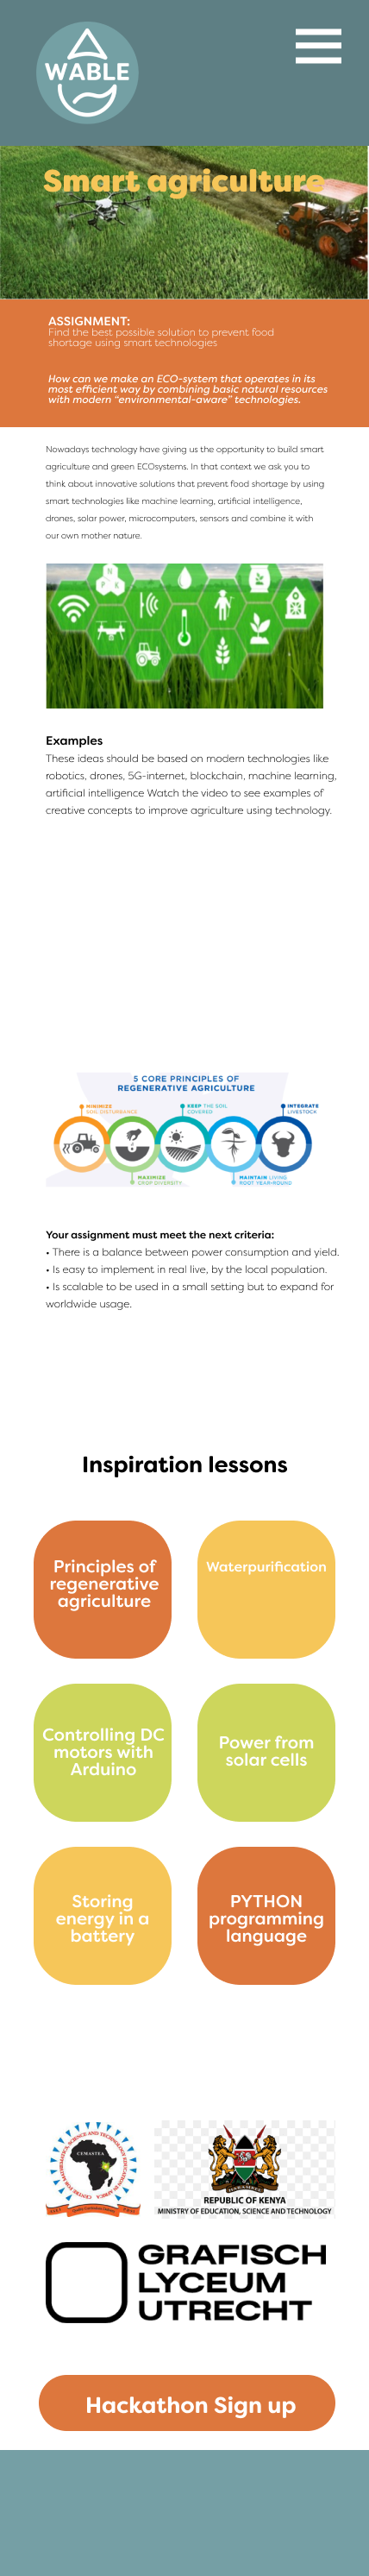 WABLE
Smart agriculture
ASSIGNMENT:
Find the best possible solution to prevent food
shortage using smart technologies
How can we make an ECO-system that operates in its
most efficient way by combining basic natural resources
with modern “environmental-aware” technologies.
Nowadays technology have giving us the opportunity to build smart
agriculture and green ECOsystems. In that context we ask you to
think about innovative solutions that prevent food shortage by using
smart technologies like machine learning, artificial intelligence,
drones, solar power, microcomputers, sensors and combine it with
our own mother nature.
N
P K
Examples
These ideas should be based on modern technologies like
robotics, drones, 5G-internet, blockchain, machine learning,
artificial intelligence Watch the video to see examples of
creative concepts to improve agriculture using technology.
5 CORE PRINCIPLES OF
REGENERATIVE AGRICULTURE
MINIMIZE
SOIL DISTURBANCE
KEEP THE SOIL
COVERED
INTEGRATE
LIVESTOCK
MAXIMIZE
CROP DIVERSITY
MAINTAIN LIVING
ROOT YEAR-ROUND
Your assignment must meet the next criteria:
• There is a balance between power consumption and yield.
• Is easy to implement in real live, by the local population.
• Is scalable to be used in a small setting but to expand for
worldwide usage.
Inspiration lessons
Principles of
regenerative
agriculture
Waterpurification
Controlling DC
motors with
Arduino
Power from
solar cells
Storing
energy in a
battery
PYTHON
programming
language
CEMASTEA
REPUBLIC OF KENYA
MINISTRY OF EDUCATION, SCIENCE AND TECHNOLOGY
GRAFISCH
LYCEUM
UTRECHT
Hackathon Sign up